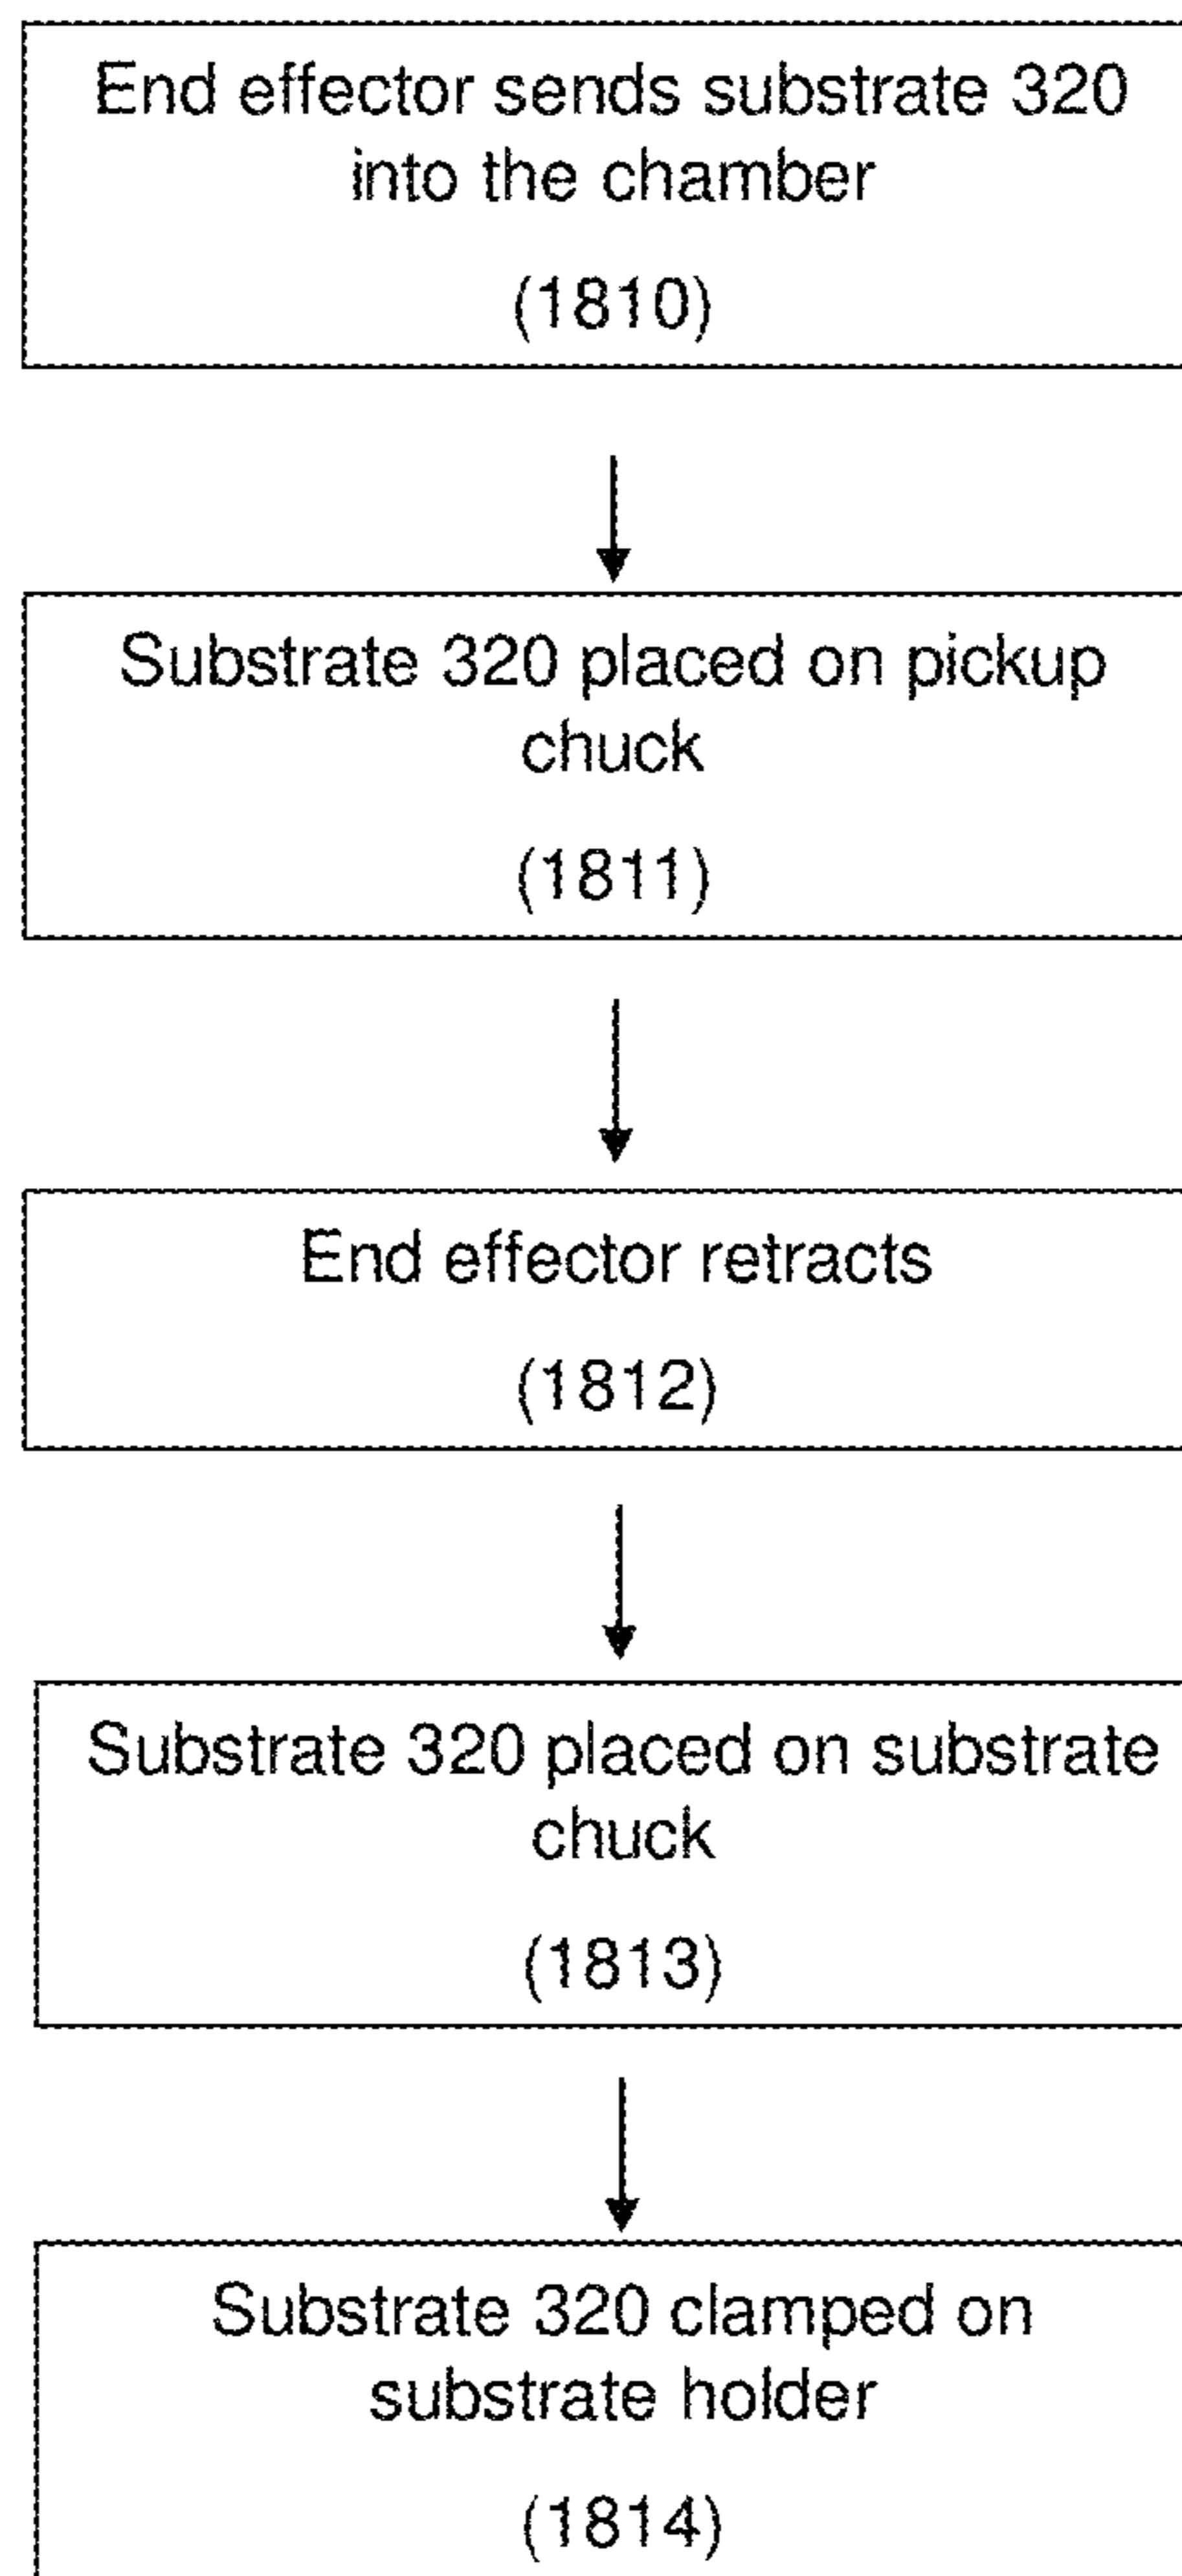 End effector sends substrate 320
into the chamber
(1810)
Substrate 320 placed on pickup
chuck
(1811)
End effector retracts
(1812)
Substrate 320 placed on substrate
chuck
(1813)
Substrate 320 clamped on
substrate holder
(1814)